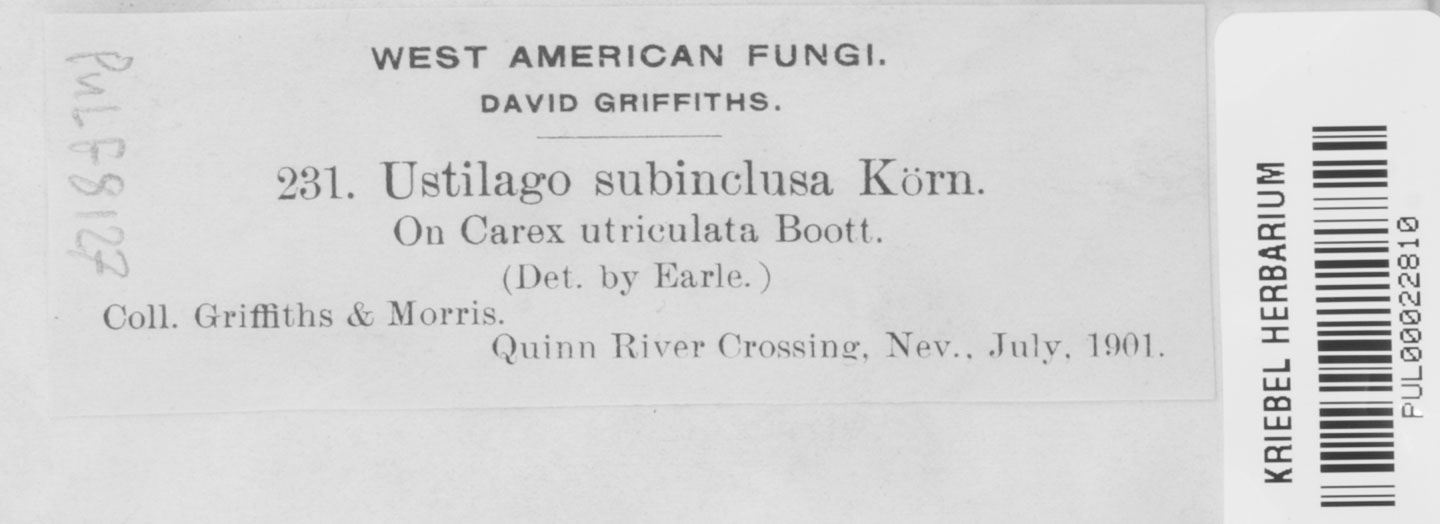 WEST AMERICAN FUNGI.
DAVID GRIFFITHS.
231. Ustilago subinclusa Körn.
On Carex utriculata Boott.
(Det. by Earle.)
Coll. Griffiths & Morris.
Quinn River Crossing, Nev., July, 1901.
PUL F8127
KRIEBEL HERBARIUM
PUL00022810